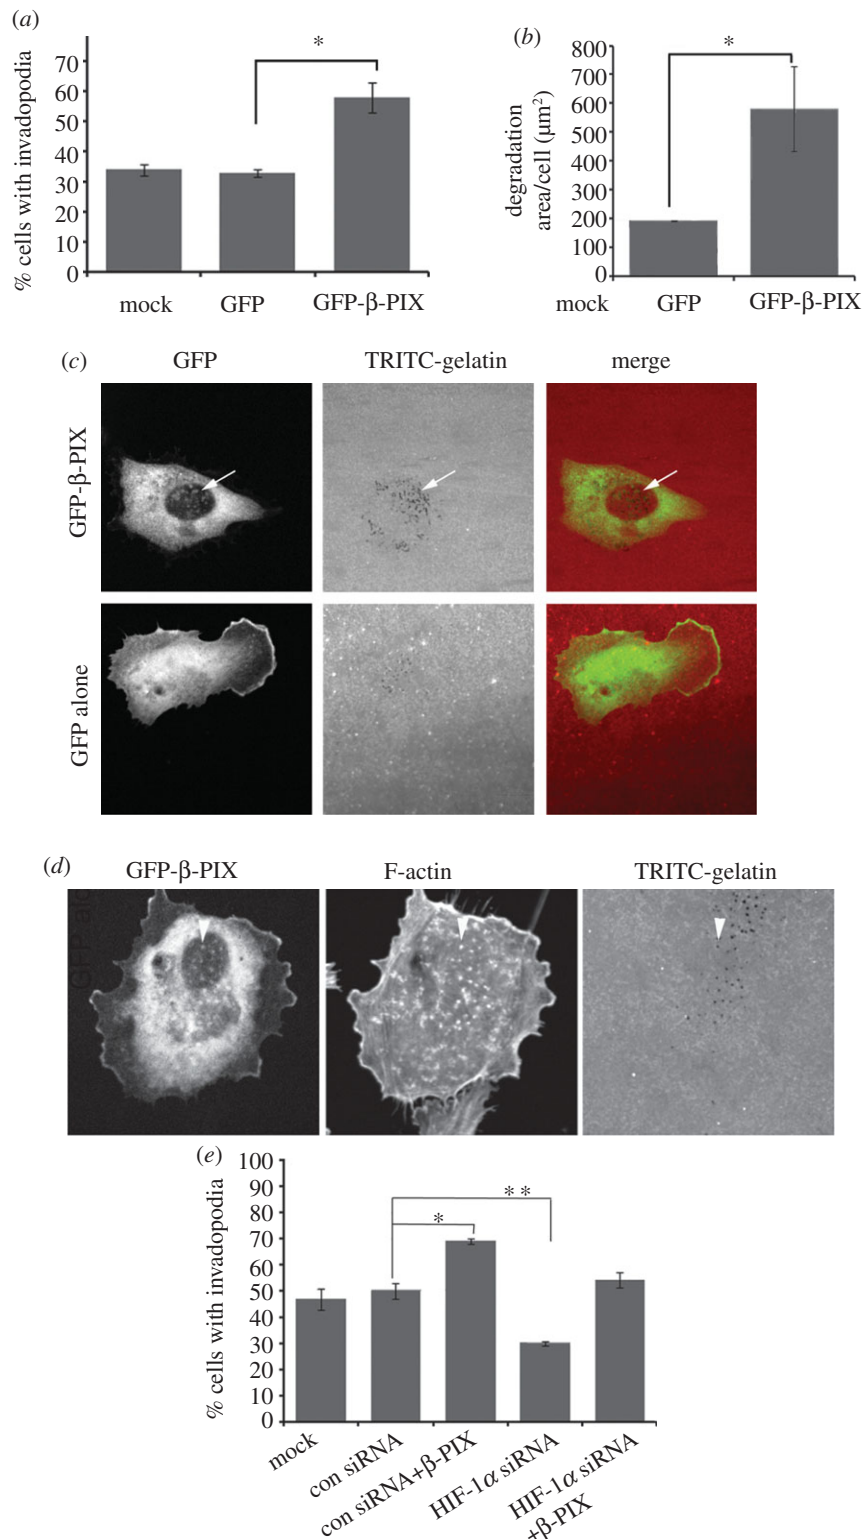 (a)
% cells with invadopodia
70
60
50
40
30
20
10
0
*
mock
GFP
GFP-β-PIX
(b)
degradation
area/cell (μm²)
800
700
600
500
400
300
200
100
0
*
mock
GFP
GFP-β-PIX
(c)
GFP
TRITC-gelatin
merge
GFP-β-PIX
GFP alone
(d)
GFP-β-PIX
F-actin
TRITC-gelatin
(e)
% cells with invadopodia
100
90
80
70
60
50
40
30
20
10
0
**
*
mock
con siRNA
con siRNA+β-PIX
HIF-1α siRNA
HIF-1α siRNA
+β-PIX